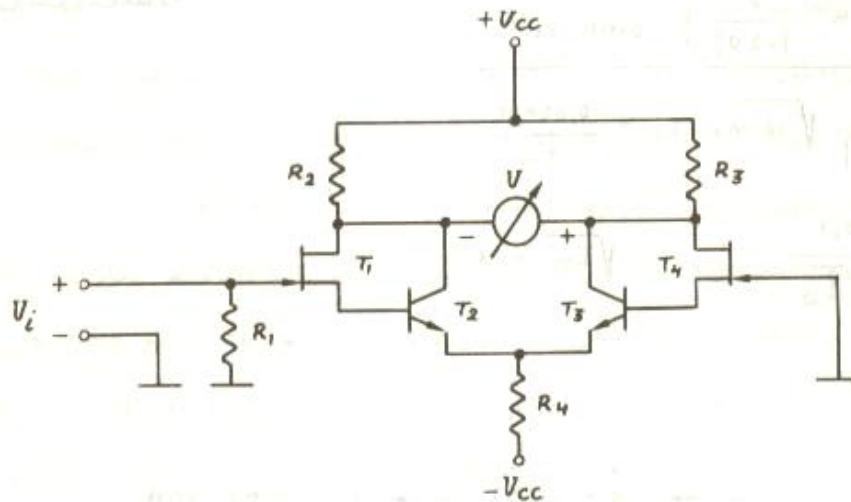 +Vcc
R2
R3
V
- +
T1
T4
+
Vi
-
R1
T2
T3
R4
-Vcc